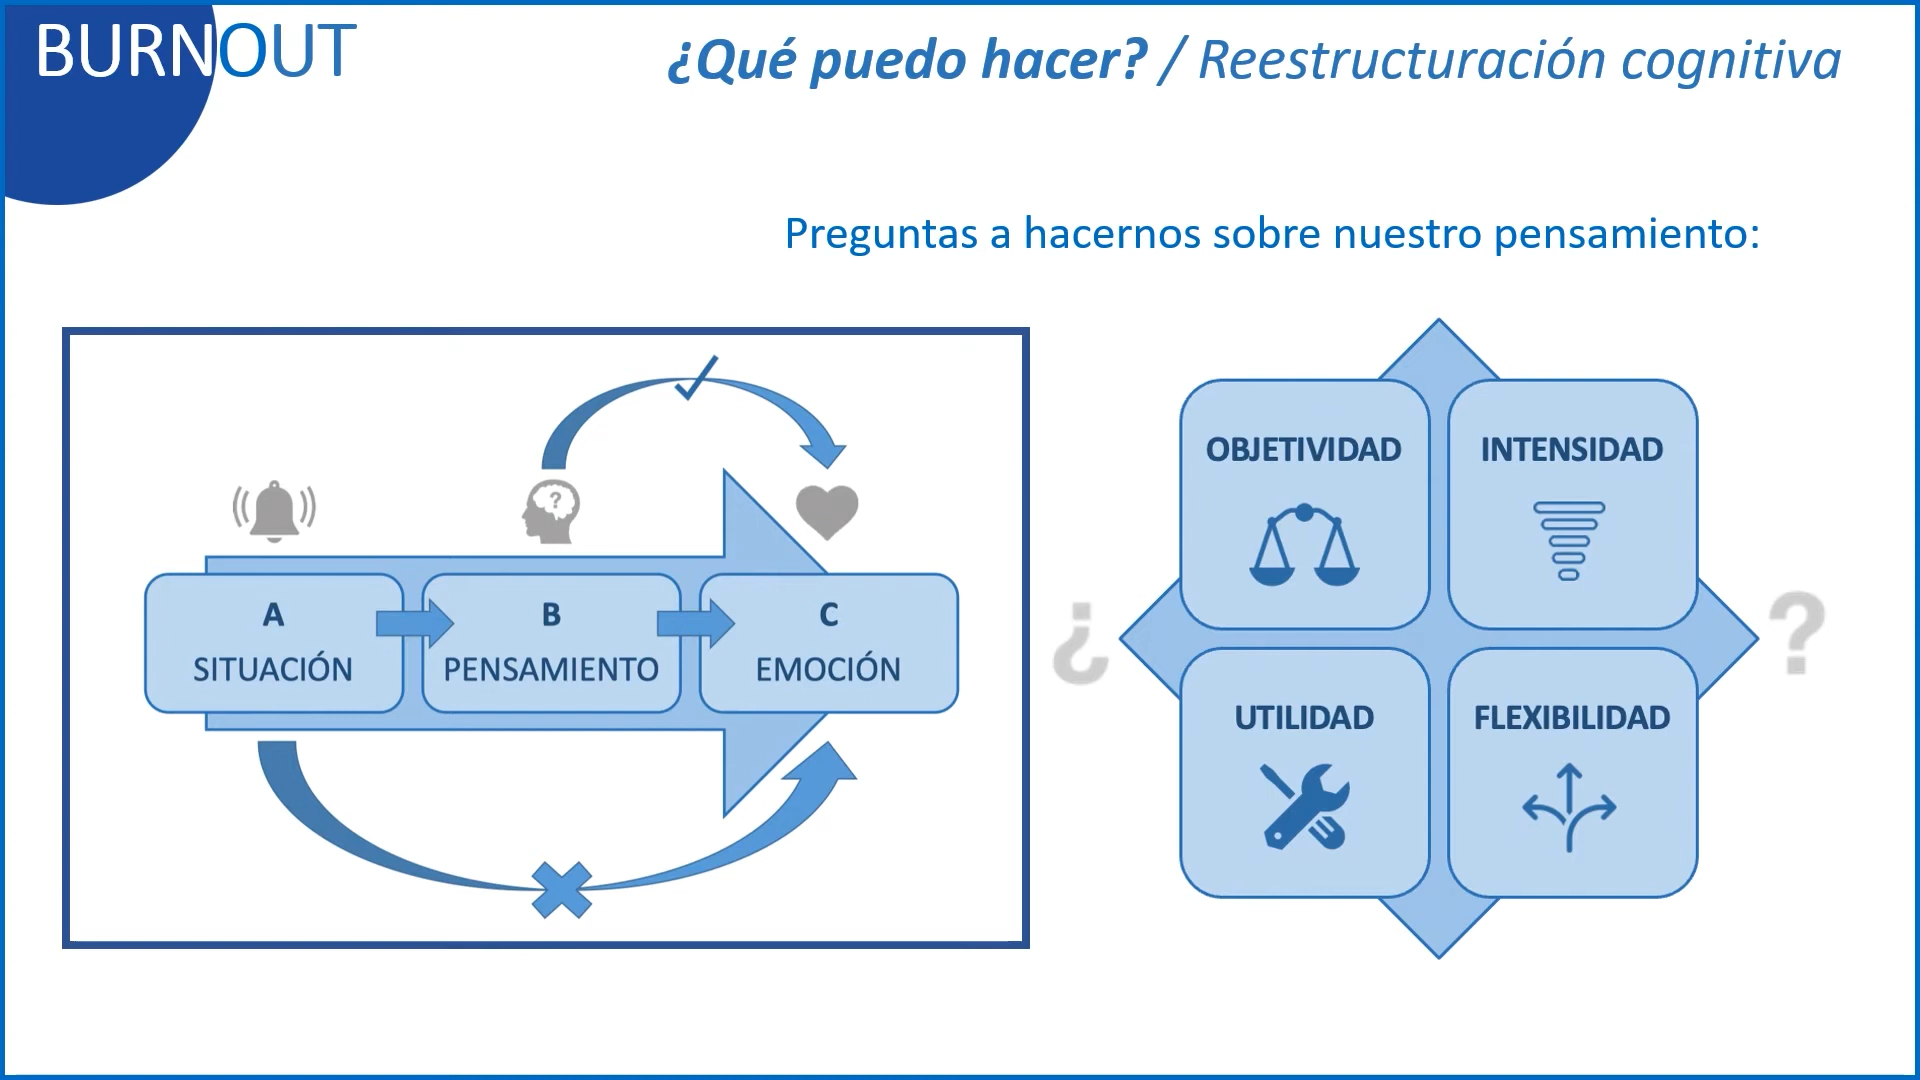 BURNOUT
¿Qué puedo hacer? / Reestructuración cognitiva
Preguntas a hacernos sobre nuestro pensamiento:
?
A
SITUACIÓN
B
PENSAMIENTO
C
EMOCIÓN
¿
OBJETIVIDAD
INTENSIDAD
UTILIDAD
FLEXIBILIDAD
?